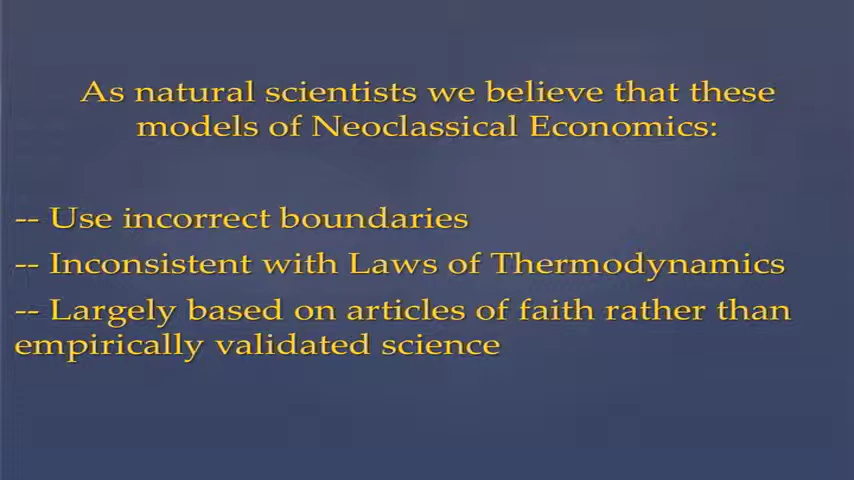 As natural scientists we believe that these
models of Neoclassical Economics:
-- Use incorrect boundaries
-- Inconsistent with Laws of Thermodynamics
-- Largely based on articles of faith rather than
empirically validated science